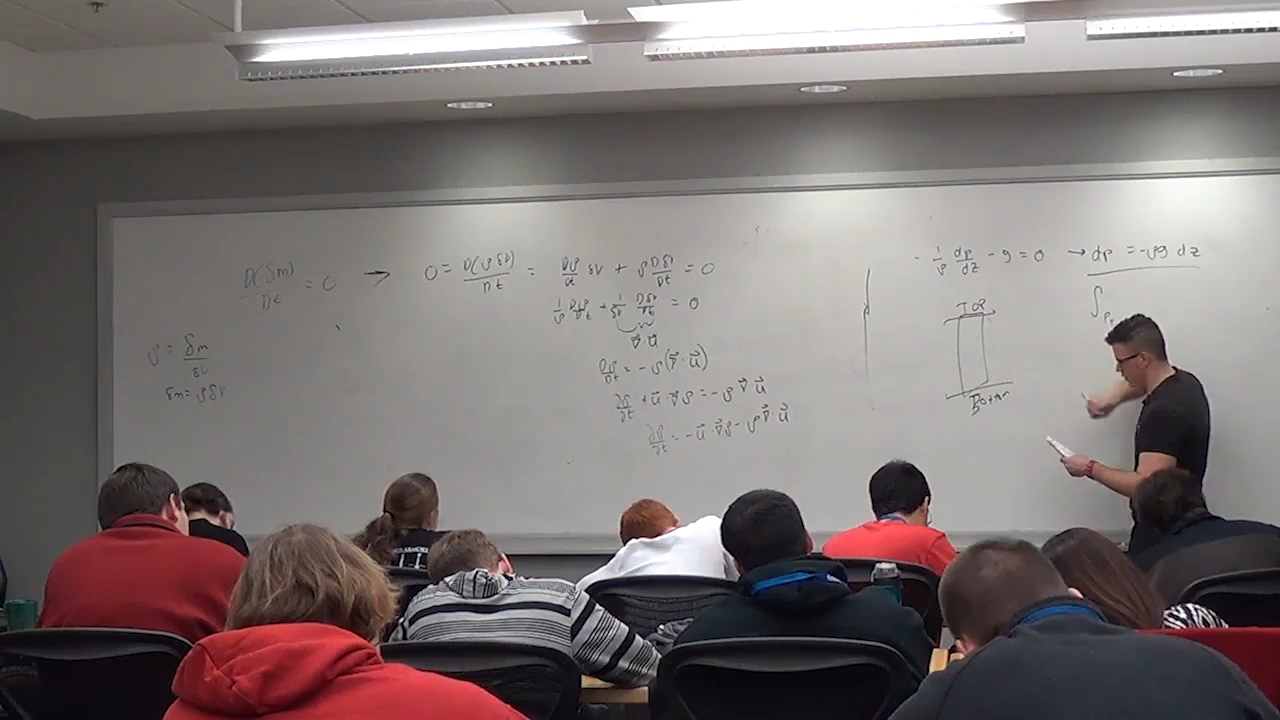 D(δm)/Dt = 0 → 0 = D(ρ δV)/Dt = Dρ/Dt δV + ρ DδV/Dt = 0
1/ρ Dρ/Dt + 1/δV DδV/Dt = 0
∇⃗·u⃗
ρ = δm/δV
δm = ρδV
Dρ/Dt = -ρ(∇⃗·u⃗)
∂ρ/∂t + u⃗·∇⃗ρ = -ρ∇⃗·u⃗
∂ρ/∂t = -u⃗·∇⃗ρ - ρ∇⃗·u⃗
-1/ρ dp/dz - g = 0 → dp = -ρg dz
∫
TOP
Bottom